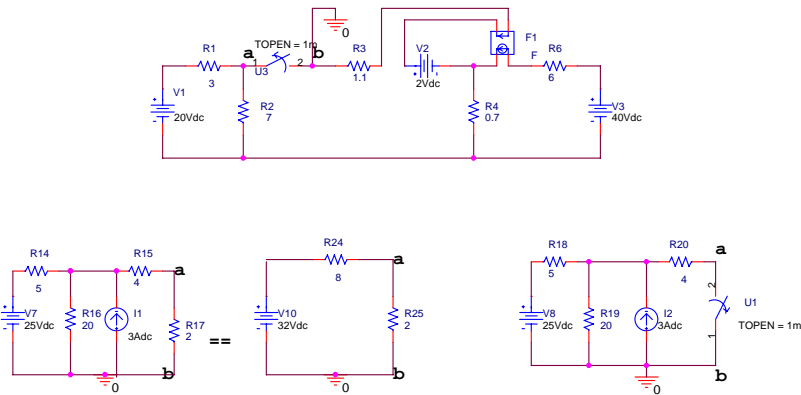 0
F1
TOPEN = 1m
R1
a
b
R3
V2
F
R6
1
2
U3
3
1.1
+
-
2Vdc
6
V1
+
-
20Vdc
R2
7
R4
0.7
+
-
V3
40Vdc
R14
R15
a
5
4
+
-
V7
25Vdc
R16
20
I1
3Adc
R17
2
b
0
==
R24
a
8
+
-
V10
32Vdc
R25
2
b
0
R18
R20
a
5
4
2
+
-
V8
25Vdc
R19
20
I2
3Adc
U1
1
TOPEN = 1m
b
0